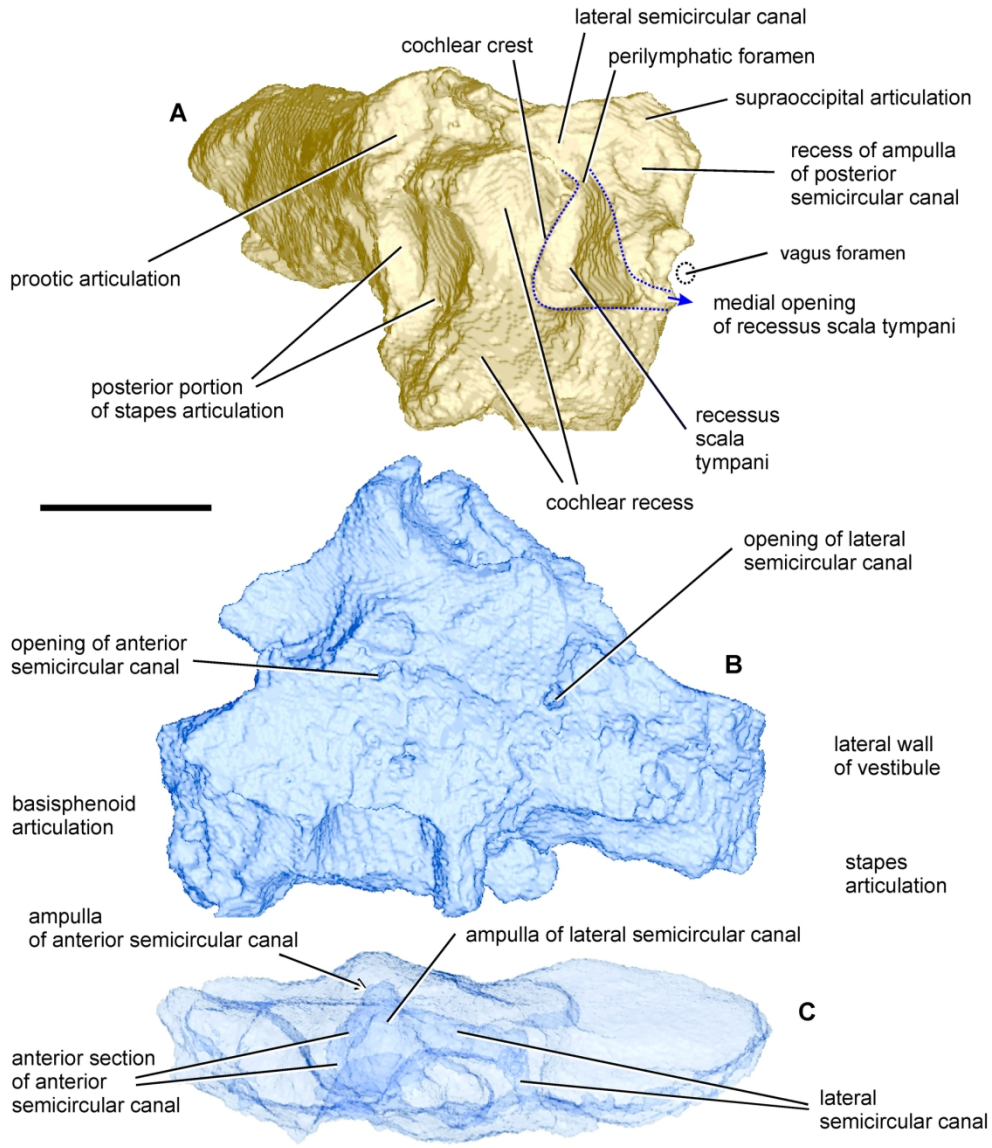 lateral semicircular canal
cochlear crest
perilymphatic foramen
A
supraoccipital articulation
recess of ampulla
of posterior
semicircular canal
prootic articulation
vagus foramen
medial opening
of recessus scala tympani
posterior portion
of stapes articulation
recessus
scala
tympani
cochlear recess
opening of lateral
semicircular canal
opening of anterior
semicircular canal
B
lateral wall
of vestibule
basisphenoid
articulation
stapes
articulation
ampulla
of anterior semicircular canal
ampulla of lateral semicircular canal
C
anterior section
of anterior
semicircular canal
lateral
semicircular canal